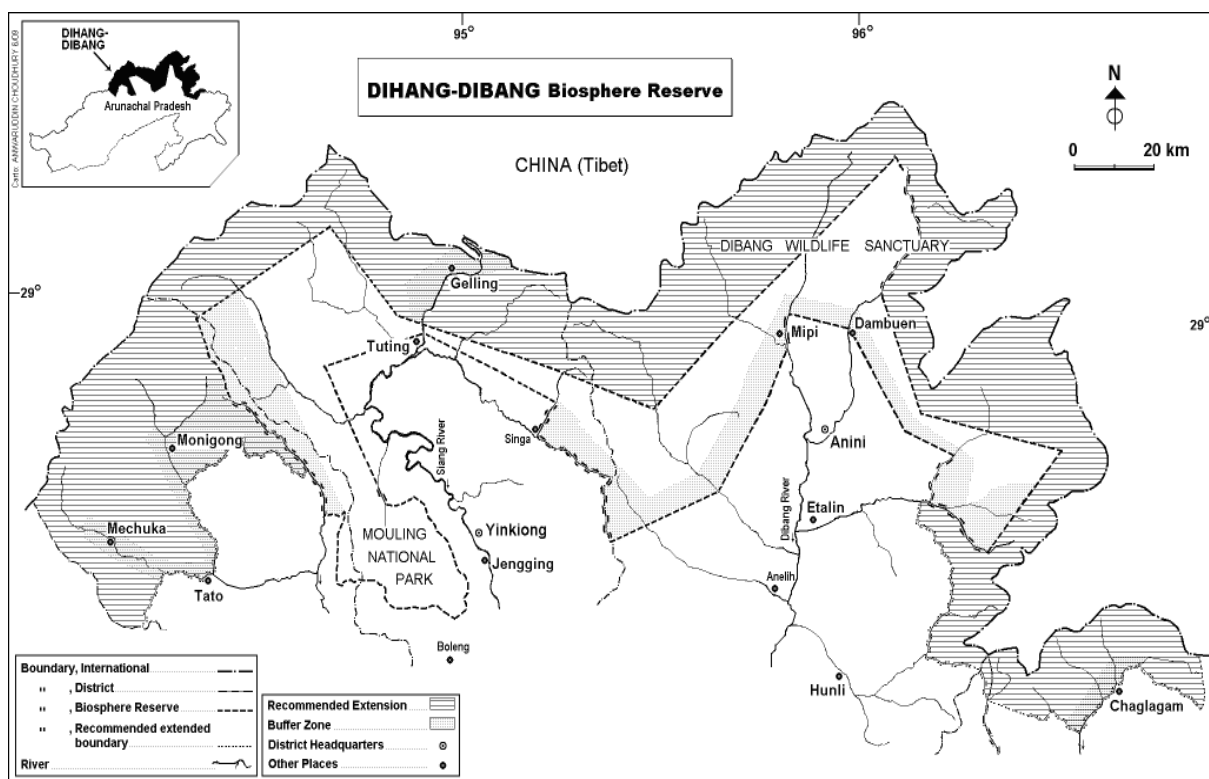 95°
96°
DIHANG-
DIBANG
Arunachal Pradesh
Carto: ANWARUDDIN CHOUDHURY 6/09
DIHANG-DIBANG Biosphere Reserve
N
0 20 km
CHINA (Tibet)
DIBANG WILDLIFE SANCTUARY
29°
29°
Gelling
Tuting
Mipi
Dambuen
Singa
Anini
Monigong
Siang River
Dibang River
Etalin
Mechuka
MOULING
NATIONAL
PARK
Yinkiong
Jengging
Tato
Anelih
Boleng
Hunli
Chaglagam
Boundary, International
" , District
" , Biosphere Reserve
" , Recommended extended
boundary
River
Recommended Extension
Buffer Zone
District Headquarters
Other Places